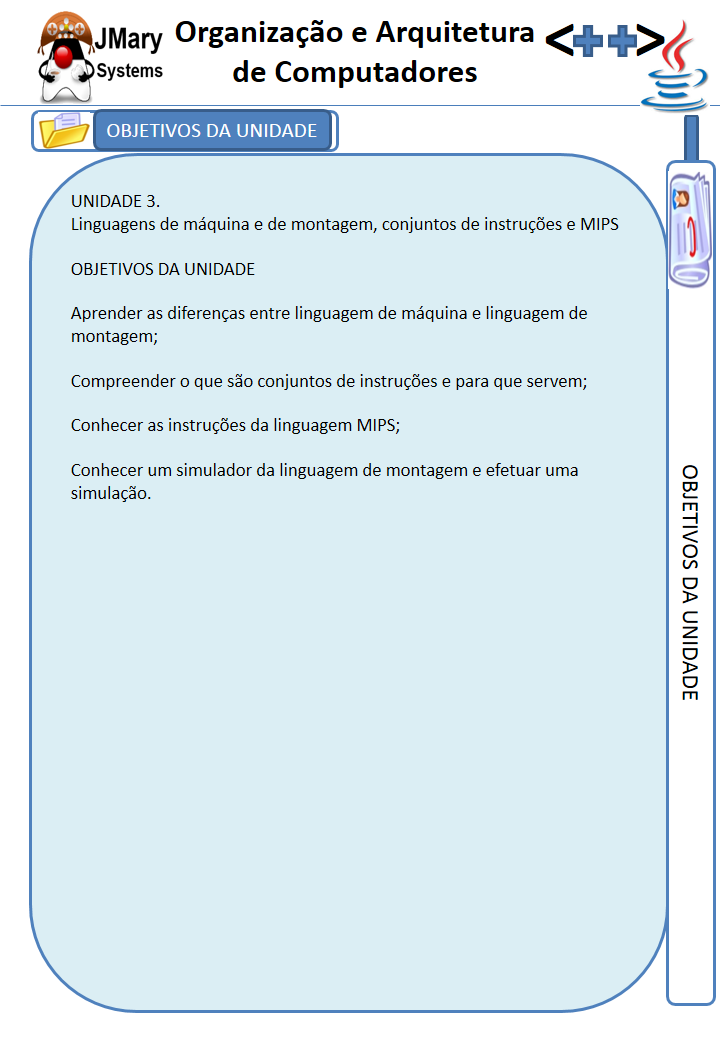 JMary
Systems
Organização e Arquitetura
de Computadores
<++>
OBJETIVOS DA UNIDADE
UNIDADE 3.
Linguagens de máquina e de montagem, conjuntos de instruções e MIPS
OBJETIVOS DA UNIDADE
Aprender as diferenças entre linguagem de máquina e linguagem de
montagem;
Compreender o que são conjuntos de instruções e para que servem;
Conhecer as instruções da linguagem MIPS;
Conhecer um simulador da linguagem de montagem e efetuar uma
simulação.
OBJETIVOS DA UNIDADE